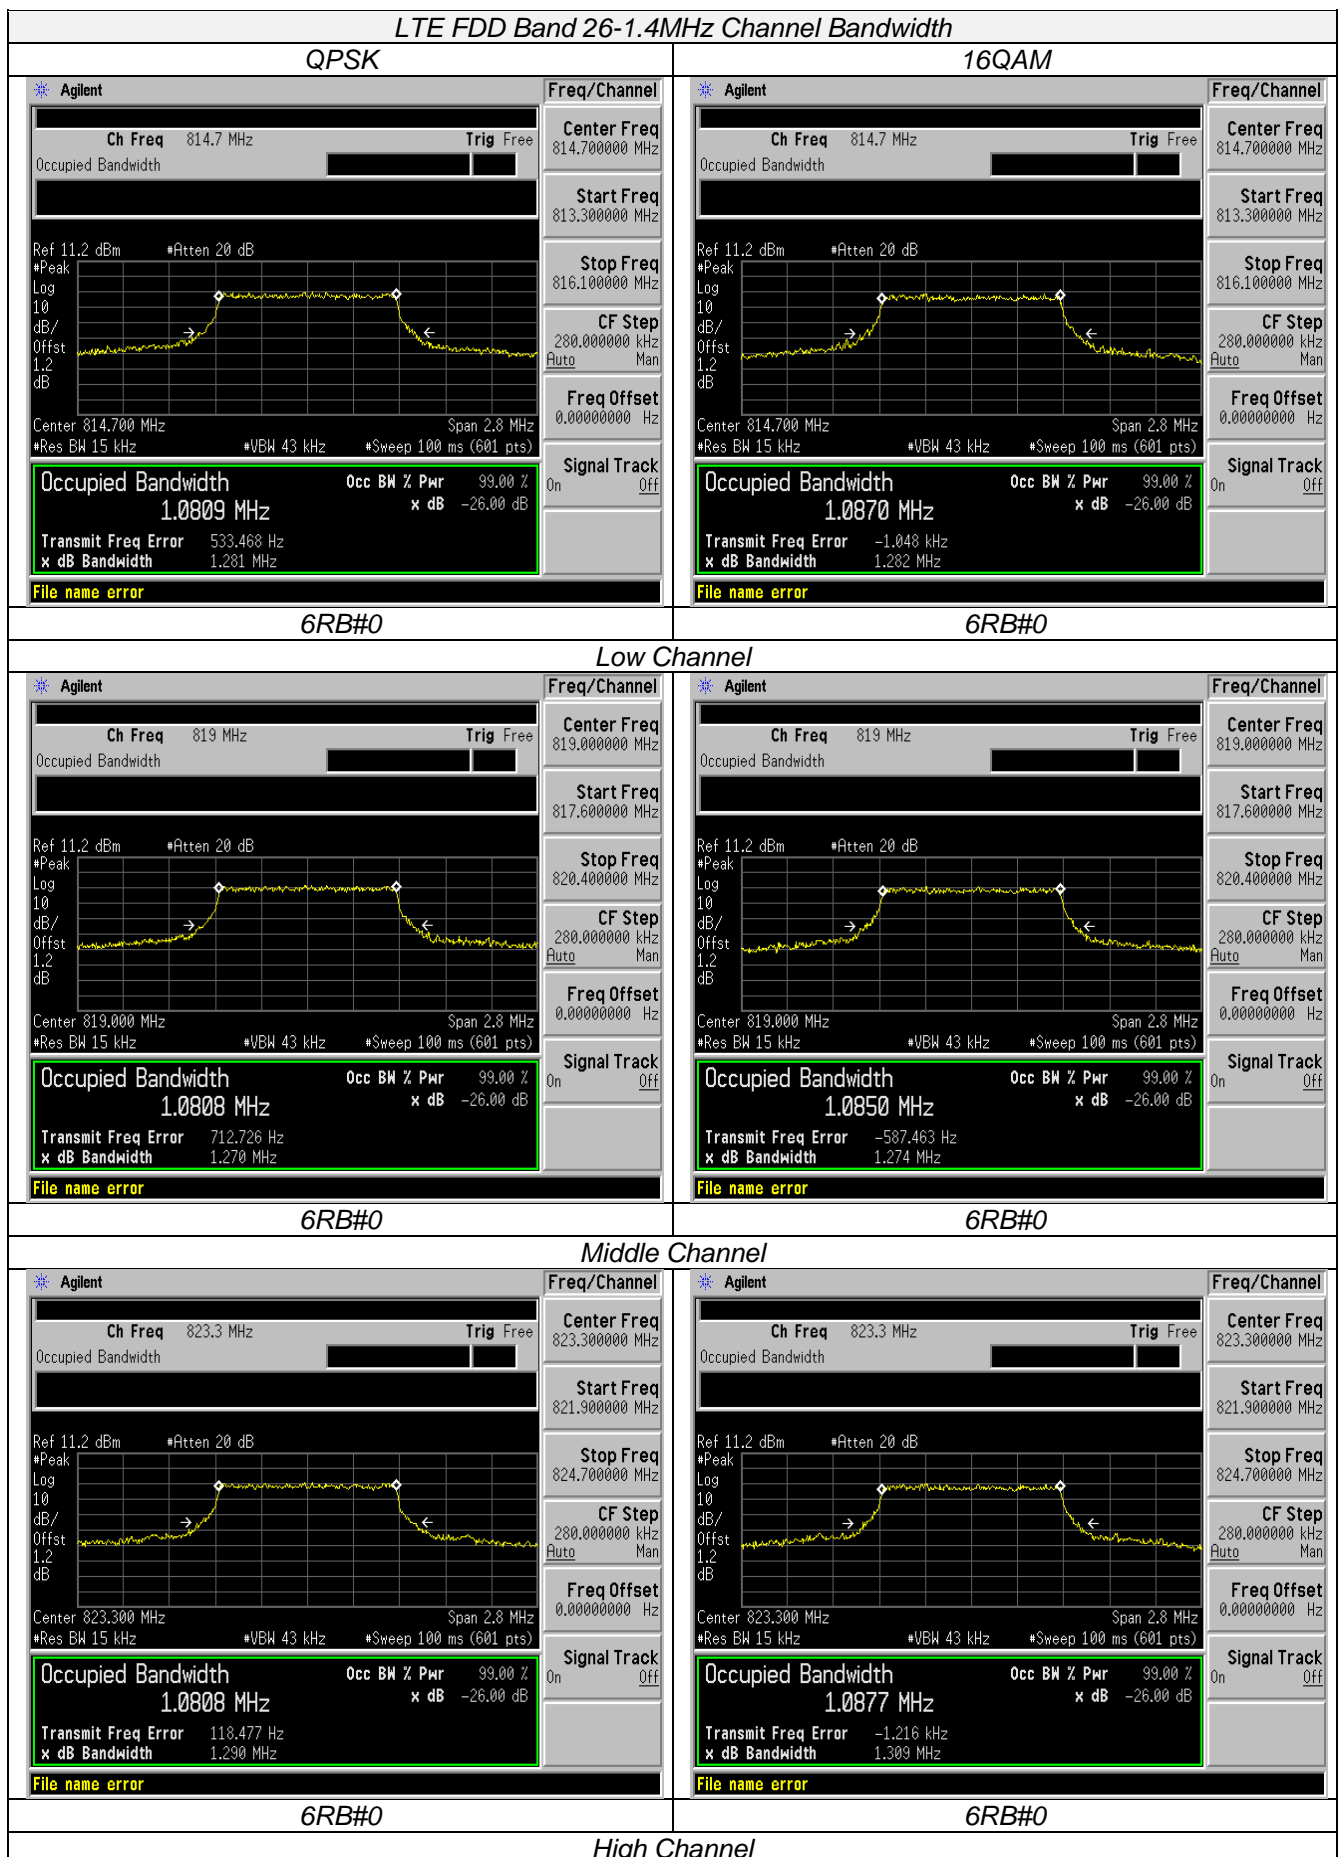 LTE FDD Band 26-1.4MHz Channel Bandwidth
QPSK
16QAM
Agilent
Freq/Channel
Ch Freq 814.7 MHz Trig Free
Occupied Bandwidth
Center Freq
814.700000 MHz
Start Freq
813.300000 MHz
Stop Freq
816.100000 MHz
CF Step
280.000000 kHz
Auto Man
Freq Offset
0.00000000 Hz
Signal Track
On Off
Ref 11.2 dBm #Atten 20 dB
#Peak
Log
10
dB/
Offst
1.2
dB
Center 814.700 MHz Span 2.8 MHz
#Res BW 15 kHz #VBW 43 kHz #Sweep 100 ms (601 pts)
Occupied Bandwidth Occ BW % Pwr 99.00 %
1.0809 MHz x dB -26.00 dB
Transmit Freq Error 533.468 Hz
x dB Bandwidth 1.281 MHz
File name error
Agilent
Freq/Channel
Ch Freq 814.7 MHz Trig Free
Occupied Bandwidth
Center Freq
814.700000 MHz
Start Freq
813.300000 MHz
Stop Freq
816.100000 MHz
CF Step
280.000000 kHz
Auto Man
Freq Offset
0.00000000 Hz
Signal Track
On Off
Ref 11.2 dBm #Atten 20 dB
#Peak
Log
10
dB/
Offst
1.2
dB
Center 814.700 MHz Span 2.8 MHz
#Res BW 15 kHz #VBW 43 kHz #Sweep 100 ms (601 pts)
Occupied Bandwidth Occ BW % Pwr 99.00 %
1.0870 MHz x dB -26.00 dB
Transmit Freq Error -1.048 kHz
x dB Bandwidth 1.282 MHz
File name error
6RB#0
6RB#0
Low Channel
Agilent
Freq/Channel
Ch Freq 819 MHz Trig Free
Occupied Bandwidth
Center Freq
819.000000 MHz
Start Freq
817.600000 MHz
Stop Freq
820.400000 MHz
CF Step
280.000000 kHz
Auto Man
Freq Offset
0.00000000 Hz
Signal Track
On Off
Ref 11.2 dBm #Atten 20 dB
#Peak
Log
10
dB/
Offst
1.2
dB
Center 819.000 MHz Span 2.8 MHz
#Res BW 15 kHz #VBW 43 kHz #Sweep 100 ms (601 pts)
Occupied Bandwidth Occ BW % Pwr 99.00 %
1.0808 MHz x dB -26.00 dB
Transmit Freq Error 712.726 Hz
x dB Bandwidth 1.270 MHz
File name error
Agilent
Freq/Channel
Ch Freq 819 MHz Trig Free
Occupied Bandwidth
Center Freq
819.000000 MHz
Start Freq
817.600000 MHz
Stop Freq
820.400000 MHz
CF Step
280.000000 kHz
Auto Man
Freq Offset
0.00000000 Hz
Signal Track
On Off
Ref 11.2 dBm #Atten 20 dB
#Peak
Log
10
dB/
Offst
1.2
dB
Center 819.000 MHz Span 2.8 MHz
#Res BW 15 kHz #VBW 43 kHz #Sweep 100 ms (601 pts)
Occupied Bandwidth Occ BW % Pwr 99.00 %
1.0850 MHz x dB -26.00 dB
Transmit Freq Error -587.463 Hz
x dB Bandwidth 1.274 MHz
File name error
6RB#0
6RB#0
Middle Channel
Agilent
Freq/Channel
Ch Freq 823.3 MHz Trig Free
Occupied Bandwidth
Center Freq
823.300000 MHz
Start Freq
821.900000 MHz
Stop Freq
824.700000 MHz
CF Step
280.000000 kHz
Auto Man
Freq Offset
0.00000000 Hz
Signal Track
On Off
Ref 11.2 dBm #Atten 20 dB
#Peak
Log
10
dB/
Offst
1.2
dB
Center 823.300 MHz Span 2.8 MHz
#Res BW 15 kHz #VBW 43 kHz #Sweep 100 ms (601 pts)
Occupied Bandwidth Occ BW % Pwr 99.00 %
1.0808 MHz x dB -26.00 dB
Transmit Freq Error 118.477 Hz
x dB Bandwidth 1.290 MHz
File name error
Agilent
Freq/Channel
Ch Freq 823.3 MHz Trig Free
Occupied Bandwidth
Center Freq
823.300000 MHz
Start Freq
821.900000 MHz
Stop Freq
824.700000 MHz
CF Step
280.000000 kHz
Auto Man
Freq Offset
0.00000000 Hz
Signal Track
On Off
Ref 11.2 dBm #Atten 20 dB
#Peak
Log
10
dB/
Offst
1.2
dB
Center 823.300 MHz Span 2.8 MHz
#Res BW 15 kHz #VBW 43 kHz #Sweep 100 ms (601 pts)
Occupied Bandwidth Occ BW % Pwr 99.00 %
1.0877 MHz x dB -26.00 dB
Transmit Freq Error -1.216 kHz
x dB Bandwidth 1.309 MHz
File name error
6RB#0
6RB#0
High Channel